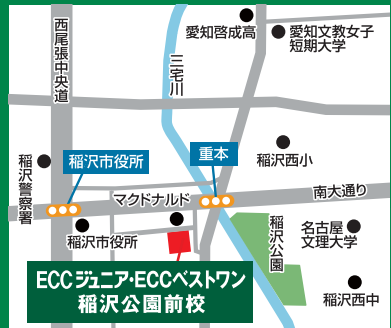 愛知啓成高
愛知文教女子
短期大学
西尾張中央道
三宅川
稲沢市役所
重本
稲沢西小
稲沢警察署
マクドナルド
南大通り
稲沢市役所
稲沢公園
名古屋
文理大学
ECCジュニア・ECCベストワン
稲沢公園前校
稲沢西中